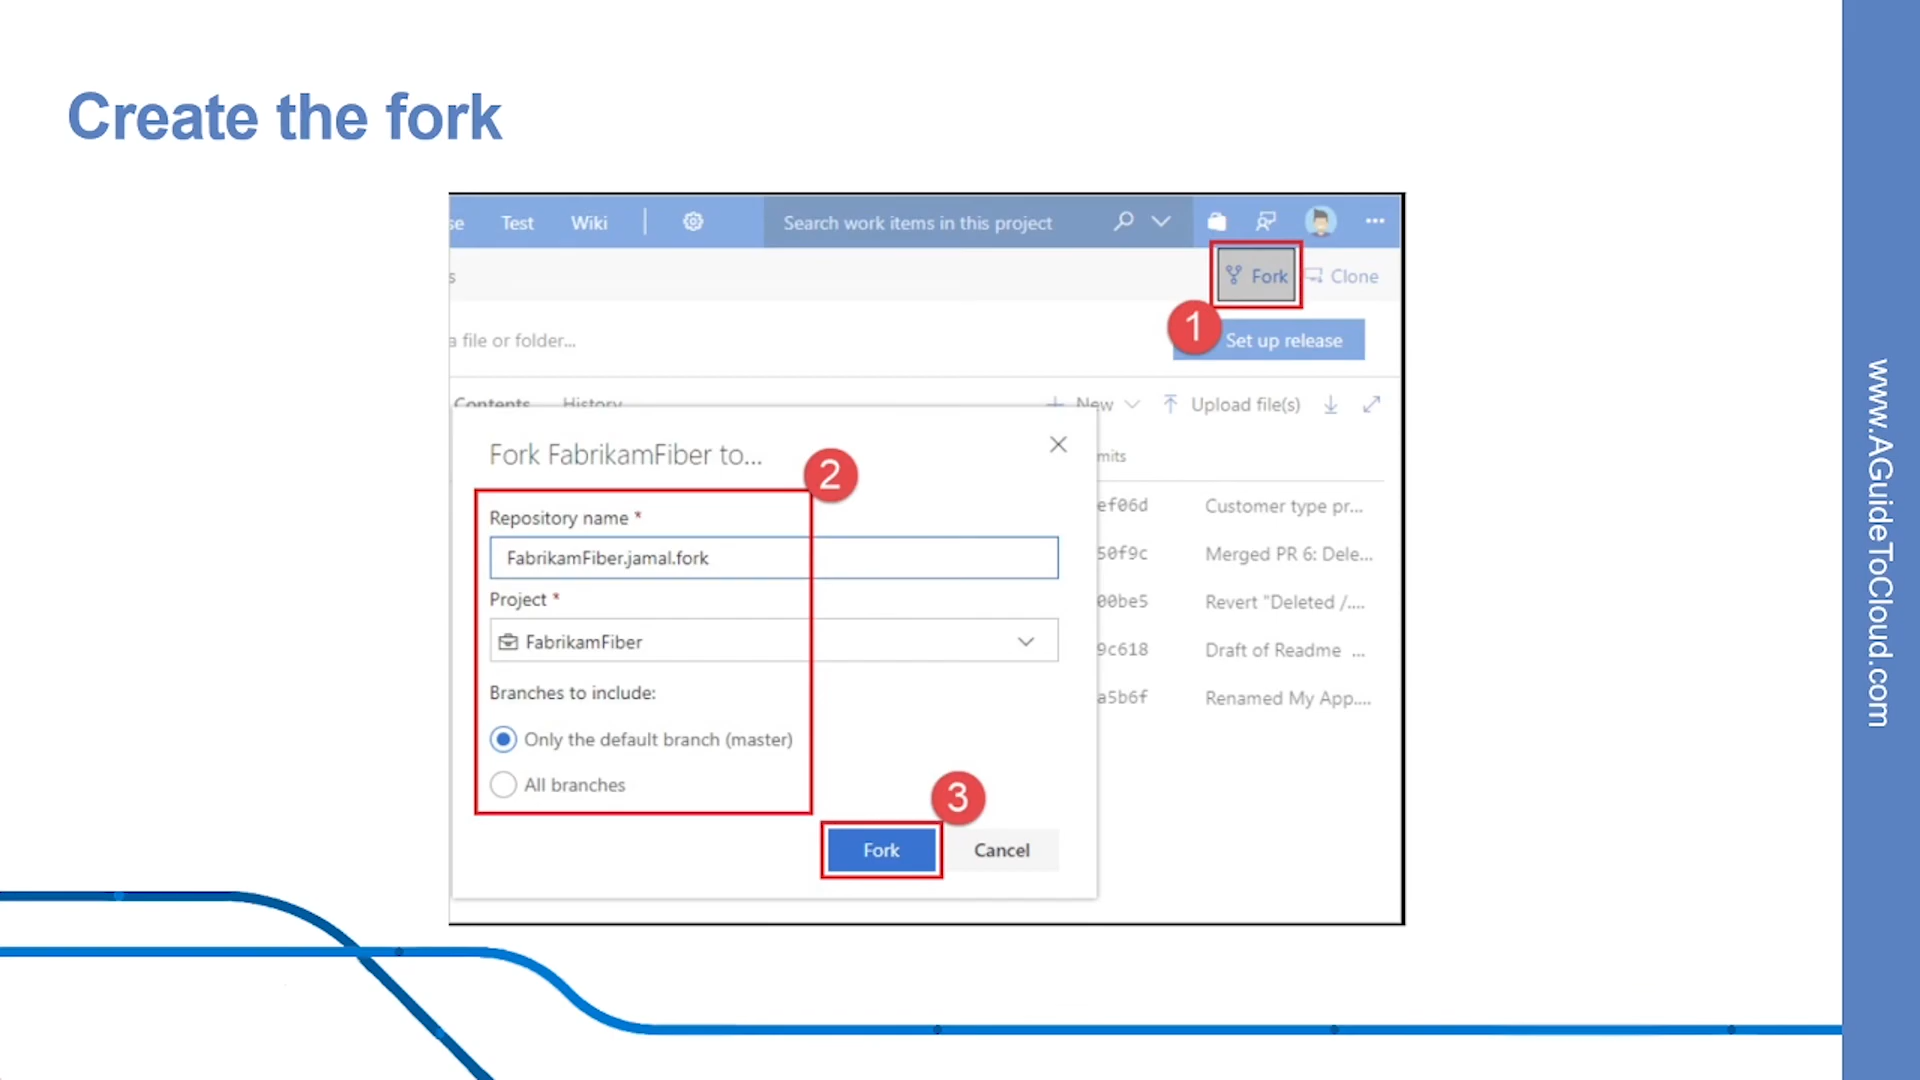 Create the fork
se Test Wiki Search work items in this project
s Fork Clone
1
a file or folder... Set up release
Contents History New Upload file(s)
Fork FabrikamFiber to...
2
mits
Repository name *
ef06d Customer type pr...
FabrikamFiber.jamal.fork
50f9c Merged PR 6: Dele...
Project *
00be5 Revert "Deleted /....
FabrikamFiber
9c618 Draft of Readme ...
Branches to include:
a5b6f Renamed My App....
Only the default branch (master)
All branches
3
Fork Cancel
www.AGuideToCloud.com